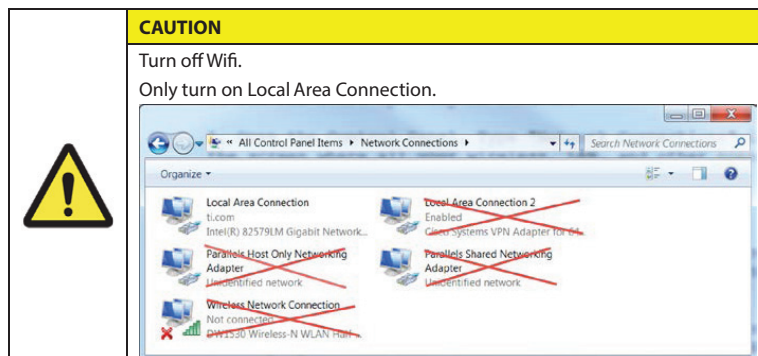 CAUTION
Turn off Wifi.
Only turn on Local Area Connection.
« All Control Panel Items ▸ Network Connections ▸
Search Network Connections
Organize ▾
Local Area Connection
ti.com
Intel(R) 82579LM Gigabit Network...
Local Area Connection 2
Enabled
Cisco Systems VPN Adapter for 64...
Parallels Host Only Networking
Adapter
Unidentified network
Parallels Shared Networking
Adapter
Unidentified network
Wireless Network Connection
Not connected
DW1530 Wireless-N WLAN Half-...